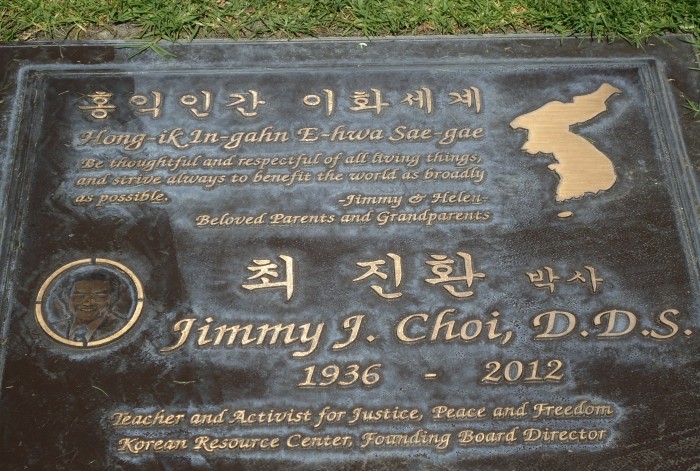 홍익인간 이화세계
Hong-ik In-gahn E-hwa Sae-gae
Be thoughtful and respectful of all living things,
and strive always to benefit the world as broadly
as possible.
-Jimmy & Helen-
Beloved Parents and Grandparents
최 진환 박사
Jimmy J. Choi, D.D.S.
1936 - 2012
Teacher and Activist for Justice, Peace and Freedom
Korean Resource Center, Founding Board Director